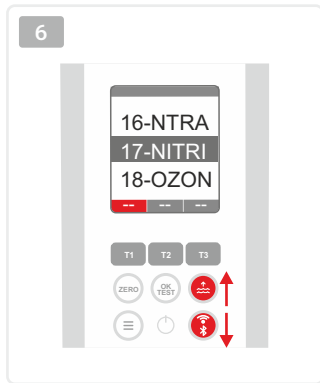 6
16-NTRA
17-NITRI
18-OZON
-- -- --
T1 T2 T3
ZERO OK TEST